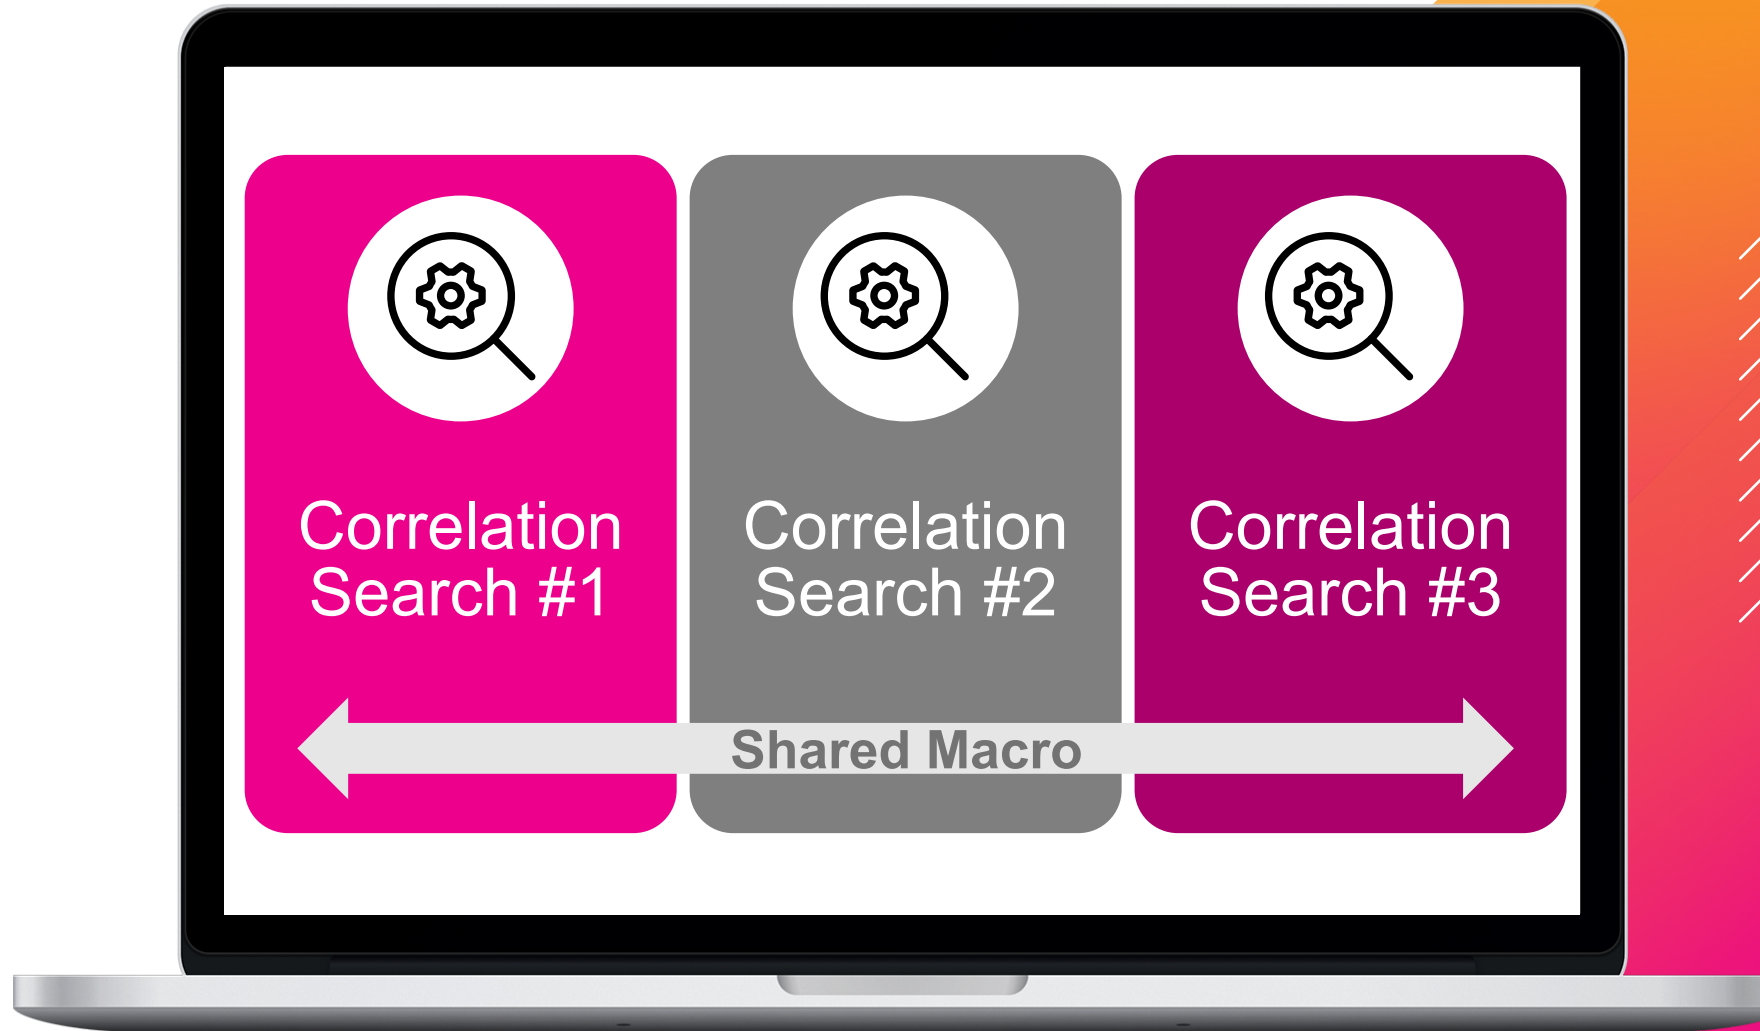 Correlation
Search #1
Correlation
Search #2
Correlation
Search #3
Shared Macro